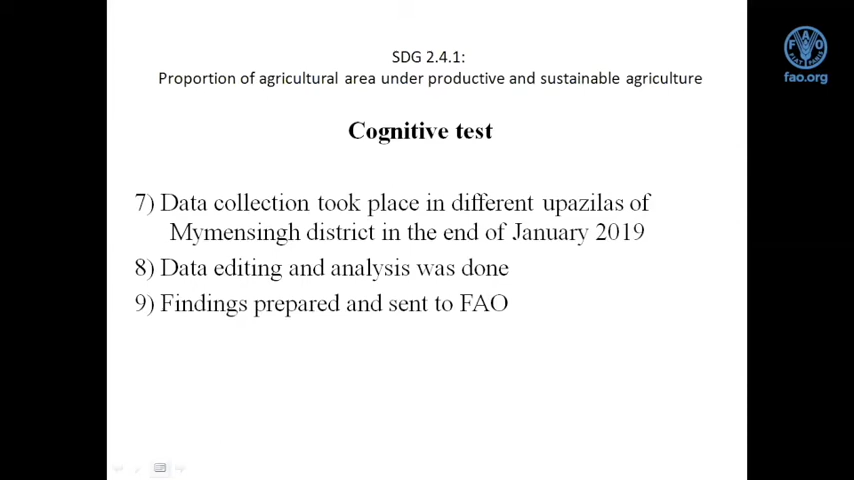 SDG 2.4.1:
Proportion of agricultural area under productive and sustainable agriculture
Cognitive test
7) Data collection took place in different upazilas of
Mymensingh district in the end of January 2019
8) Data editing and analysis was done
9) Findings prepared and sent to FAO
F A O
FIAT PANIS
fao.org